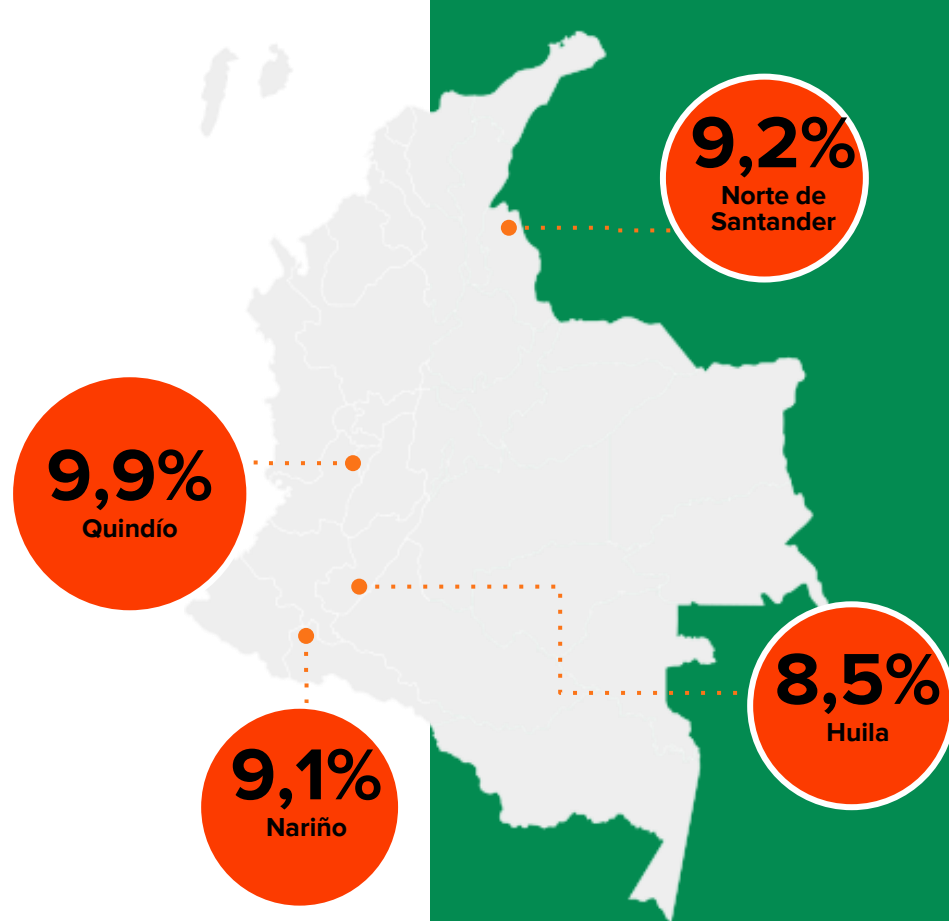 9,2%
Norte de
Santander
9,9%
Quindío
8,5%
Huila
9,1%
Nariño